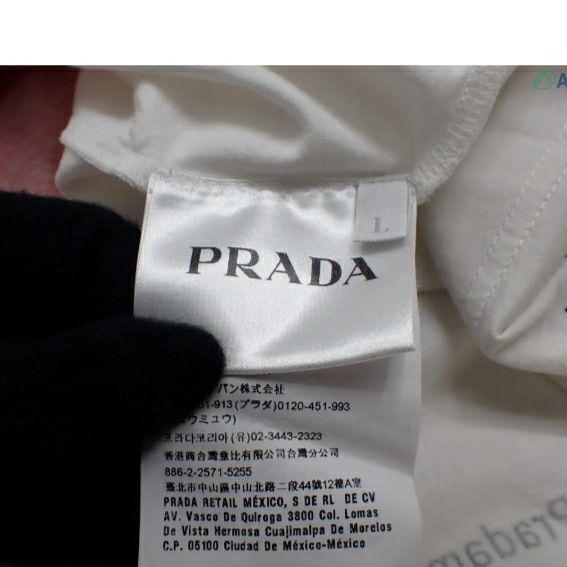 A
L
PRADA
パン株式会社
-913(プラダ)0120-451-993
ュウミュウ)
프라다코리아(유)02-3443-2323
香港商台灣意比禾有限公司台灣分公司
886-2-2571-5255
臺北市中山區中山北路二段44號12樓A室
PRADA RETAIL MÉXICO, S DE RL DE CV
AV. Vasco De Quiroga 3800 Col. Lomas
De Vista Hermosa Cuajimalpa De Morelos
C.P. 05100 Ciudad De México-México
Pradam